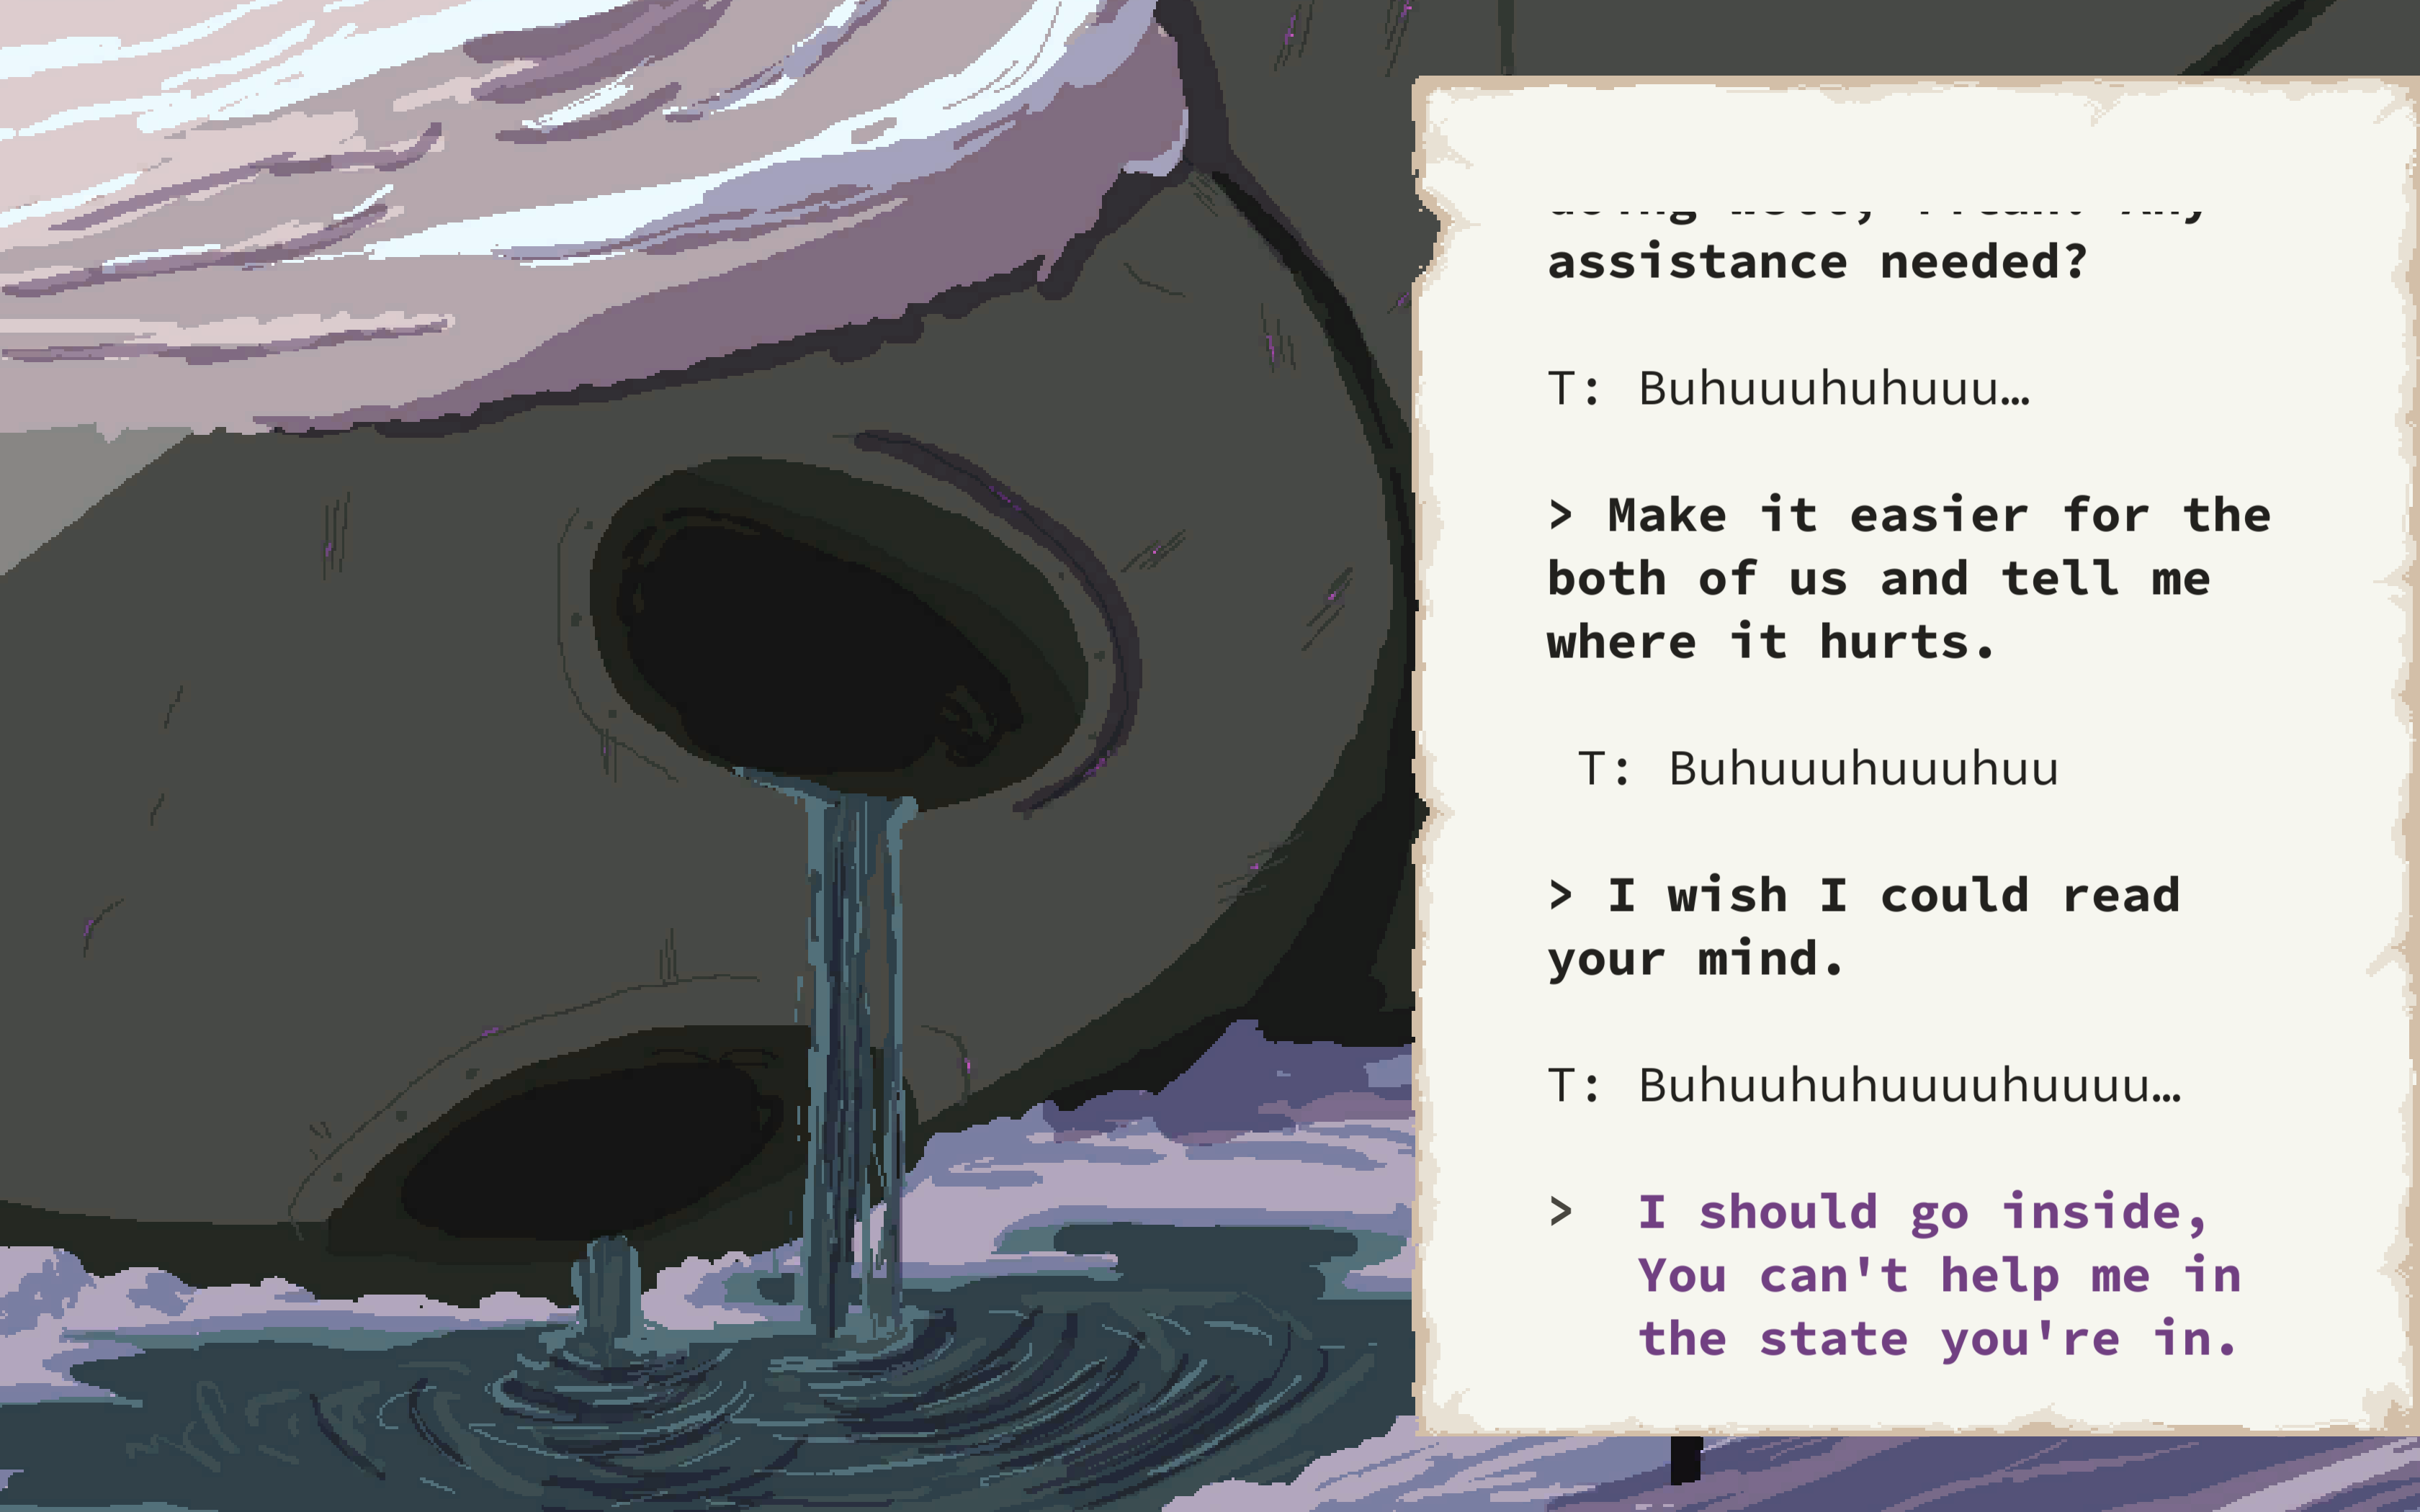 assistance needed?
T: Buhuuuhuhuuu…
> Make it easier for the
both of us and tell me
where it hurts.
T: Buhuuuhuuuhuu
> I wish I could read
your mind.
T: Buhuuhuhuuuuhuuuu…
> I should go inside,
You can't help me in
the state you're in.